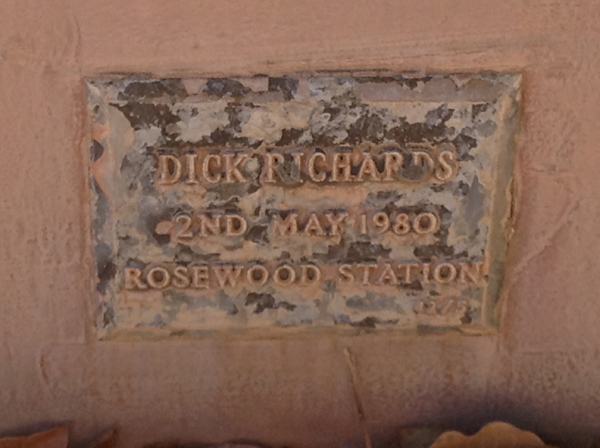 DICK RICHARDS
2ND MAY 1980
ROSEWOOD STATION